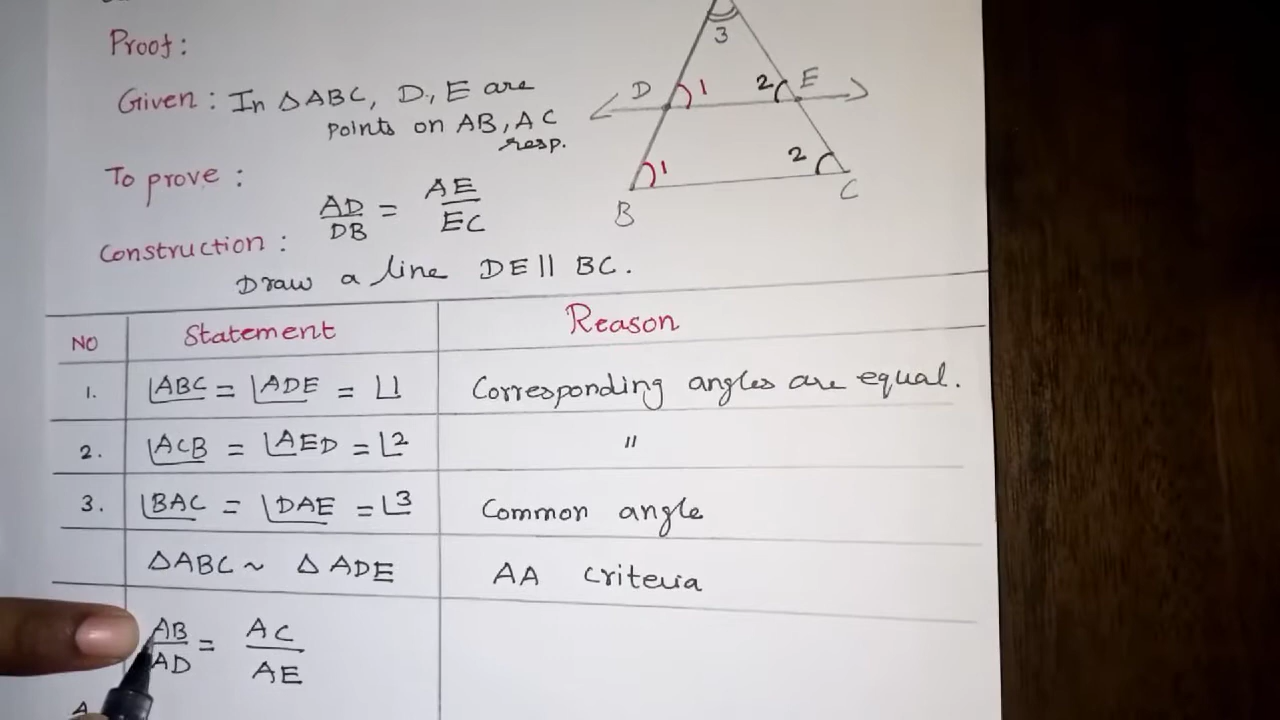 Proof:
Given: In △ABC, D, E are
points on AB, AC
resp.
To prove:
AD/DB = AE/EC
Construction:
Draw a line DE || BC.
3
D 1 2 E
1 2
B C
NO Statement Reason
1. ∠ABC = ∠ADE = ∠1 Corresponding angles are equal.
2. ∠ACB = ∠AED = ∠2 "
3. ∠BAC = ∠DAE = ∠3 Common angle
△ABC ~ △ADE AA criteria
AB/AD = AC/AE